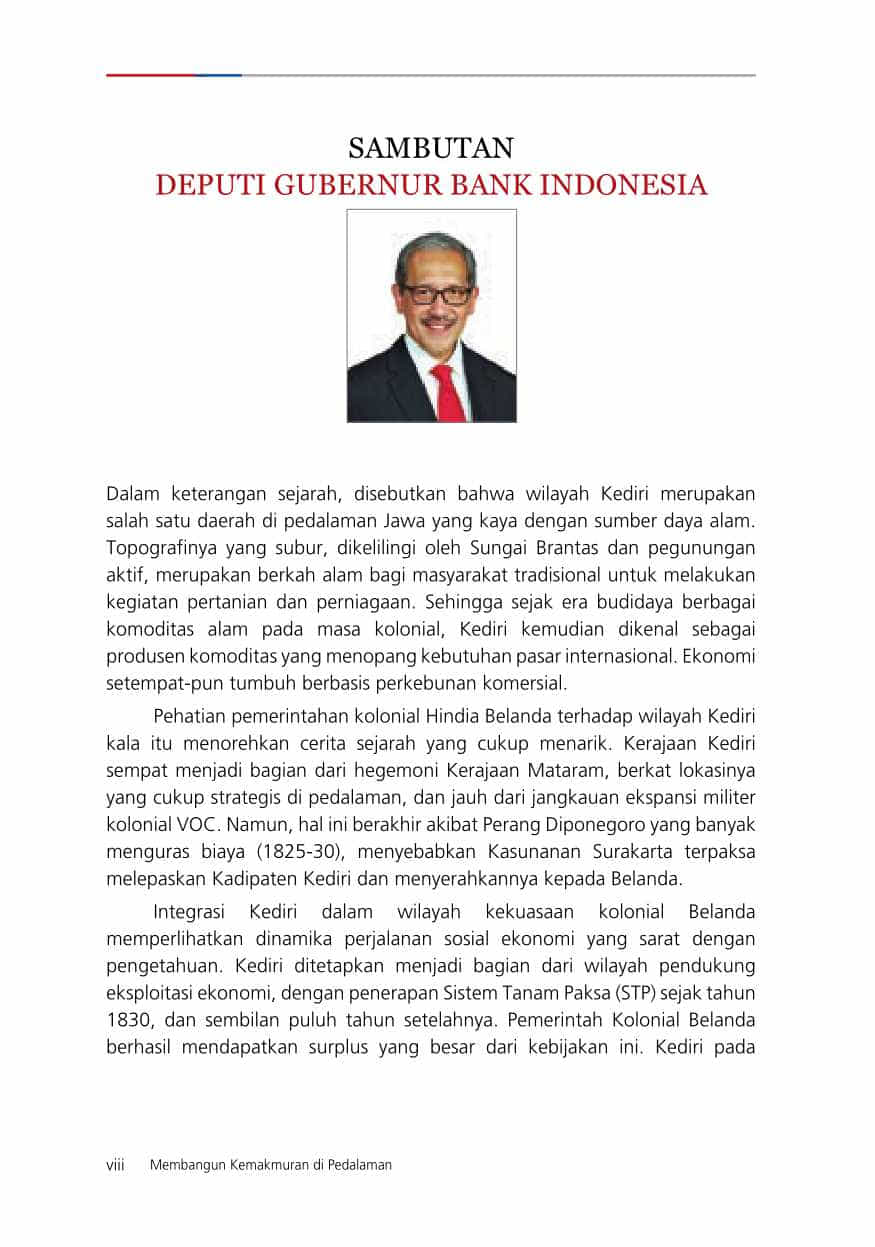 SAMBUTAN
DEPUTI GUBERNUR BANK INDONESIA
Dalam keterangan sejarah, disebutkan bahwa wilayah Kediri merupakan
salah satu daerah di pedalaman Jawa yang kaya dengan sumber daya alam.
Topografinya yang subur, dikelilingi oleh Sungai Brantas dan pegunungan
aktif, merupakan berkah alam bagi masyarakat tradisional untuk melakukan
kegiatan pertanian dan perniagaan. Sehingga sejak era budidaya berbagai
komoditas alam pada masa kolonial, Kediri kemudian dikenal sebagai
produsen komoditas yang menopang kebutuhan pasar internasional. Ekonomi
setempat-pun tumbuh berbasis perkebunan komersial.
Pehatian pemerintahan kolonial Hindia Belanda terhadap wilayah Kediri
kala itu menorehkan cerita sejarah yang cukup menarik. Kerajaan Kediri
sempat menjadi bagian dari hegemoni Kerajaan Mataram, berkat lokasinya
yang cukup strategis di pedalaman, dan jauh dari jangkauan ekspansi militer
kolonial VOC. Namun, hal ini berakhir akibat Perang Diponegoro yang banyak
menguras biaya (1825-30), menyebabkan Kasunanan Surakarta terpaksa
melepaskan Kadipaten Kediri dan menyerahkannya kepada Belanda.
Integrasi Kediri dalam wilayah kekuasaan kolonial Belanda
memperlihatkan dinamika perjalanan sosial ekonomi yang sarat dengan
pengetahuan. Kediri ditetapkan menjadi bagian dari wilayah pendukung
eksploitasi ekonomi, dengan penerapan Sistem Tanam Paksa (STP) sejak tahun
1830, dan sembilan puluh tahun setelahnya. Pemerintah Kolonial Belanda
berhasil mendapatkan surplus yang besar dari kebijakan ini. Kediri pada
viii Membangun Kemakmuran di Pedalaman